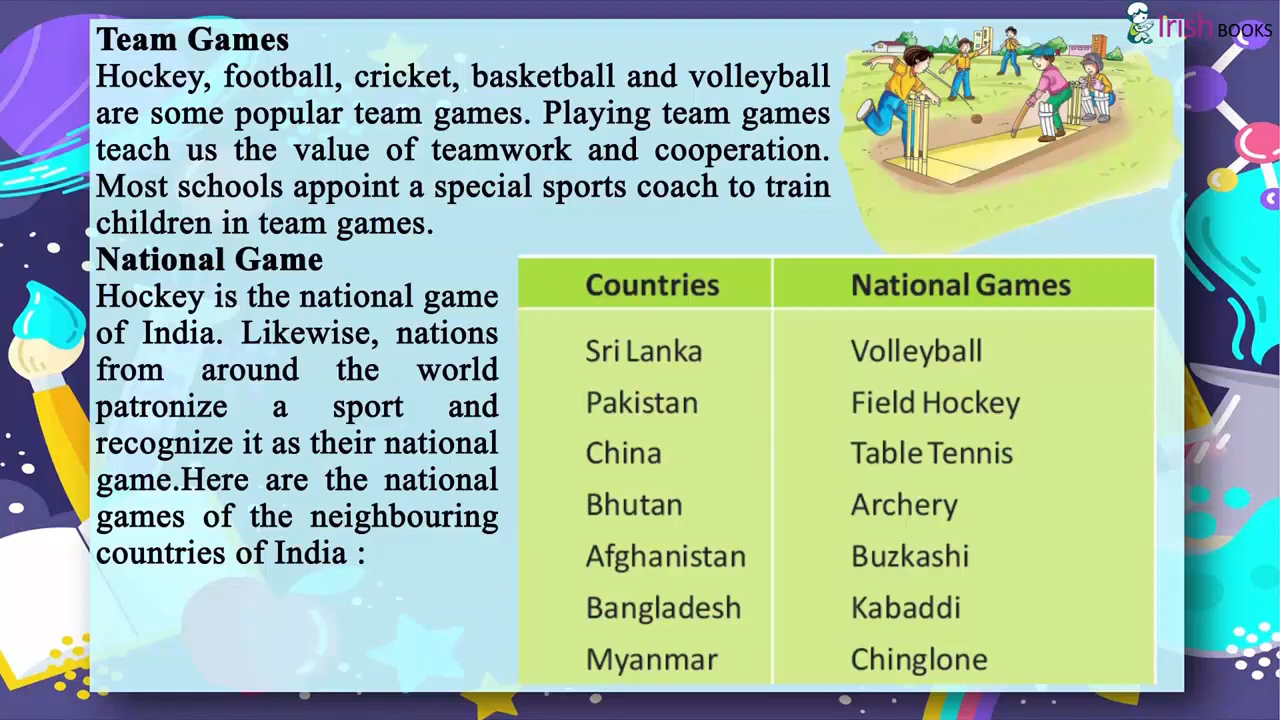 Irish BOOKS
Team Games
Hockey, football, cricket, basketball and volleyball
are some popular team games. Playing team games
teach us the value of teamwork and cooperation.
Most schools appoint a special sports coach to train
children in team games.
National Game
Hockey is the national game
of India. Likewise, nations
from around the world
patronize a sport and
recognize it as their national
game.Here are the national
games of the neighbouring
countries of India :
Countries National Games
Sri Lanka Volleyball
Pakistan Field Hockey
China Table Tennis
Bhutan Archery
Afghanistan Buzkashi
Bangladesh Kabaddi
Myanmar Chinglone